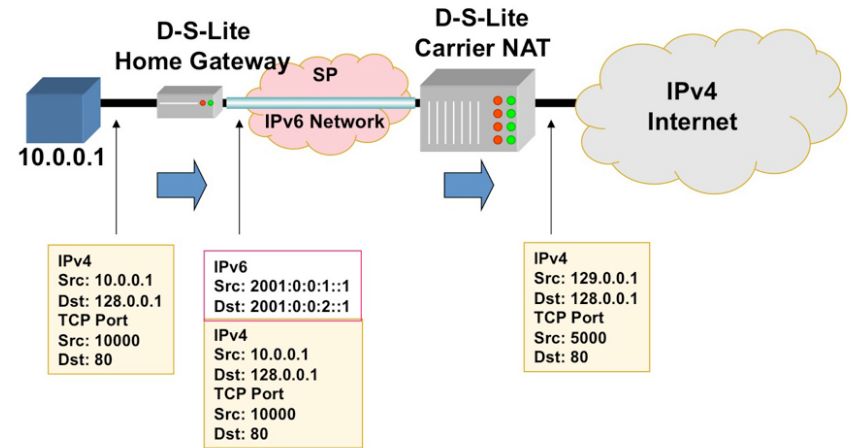 D-S-Lite
Home Gateway
D-S-Lite
Carrier NAT
SP
IPv6 Network
IPv4
Internet
10.0.0.1
IPv4
Src: 10.0.0.1
Dst: 128.0.0.1
TCP Port
Src: 10000
Dst: 80
IPv6
Src: 2001:0:0:1::1
Dst: 2001:0:0:2::1
IPv4
Src: 10.0.0.1
Dst: 128.0.0.1
TCP Port
Src: 10000
Dst: 80
IPv4
Src: 129.0.0.1
Dst: 128.0.0.1
TCP Port
Src: 5000
Dst: 80